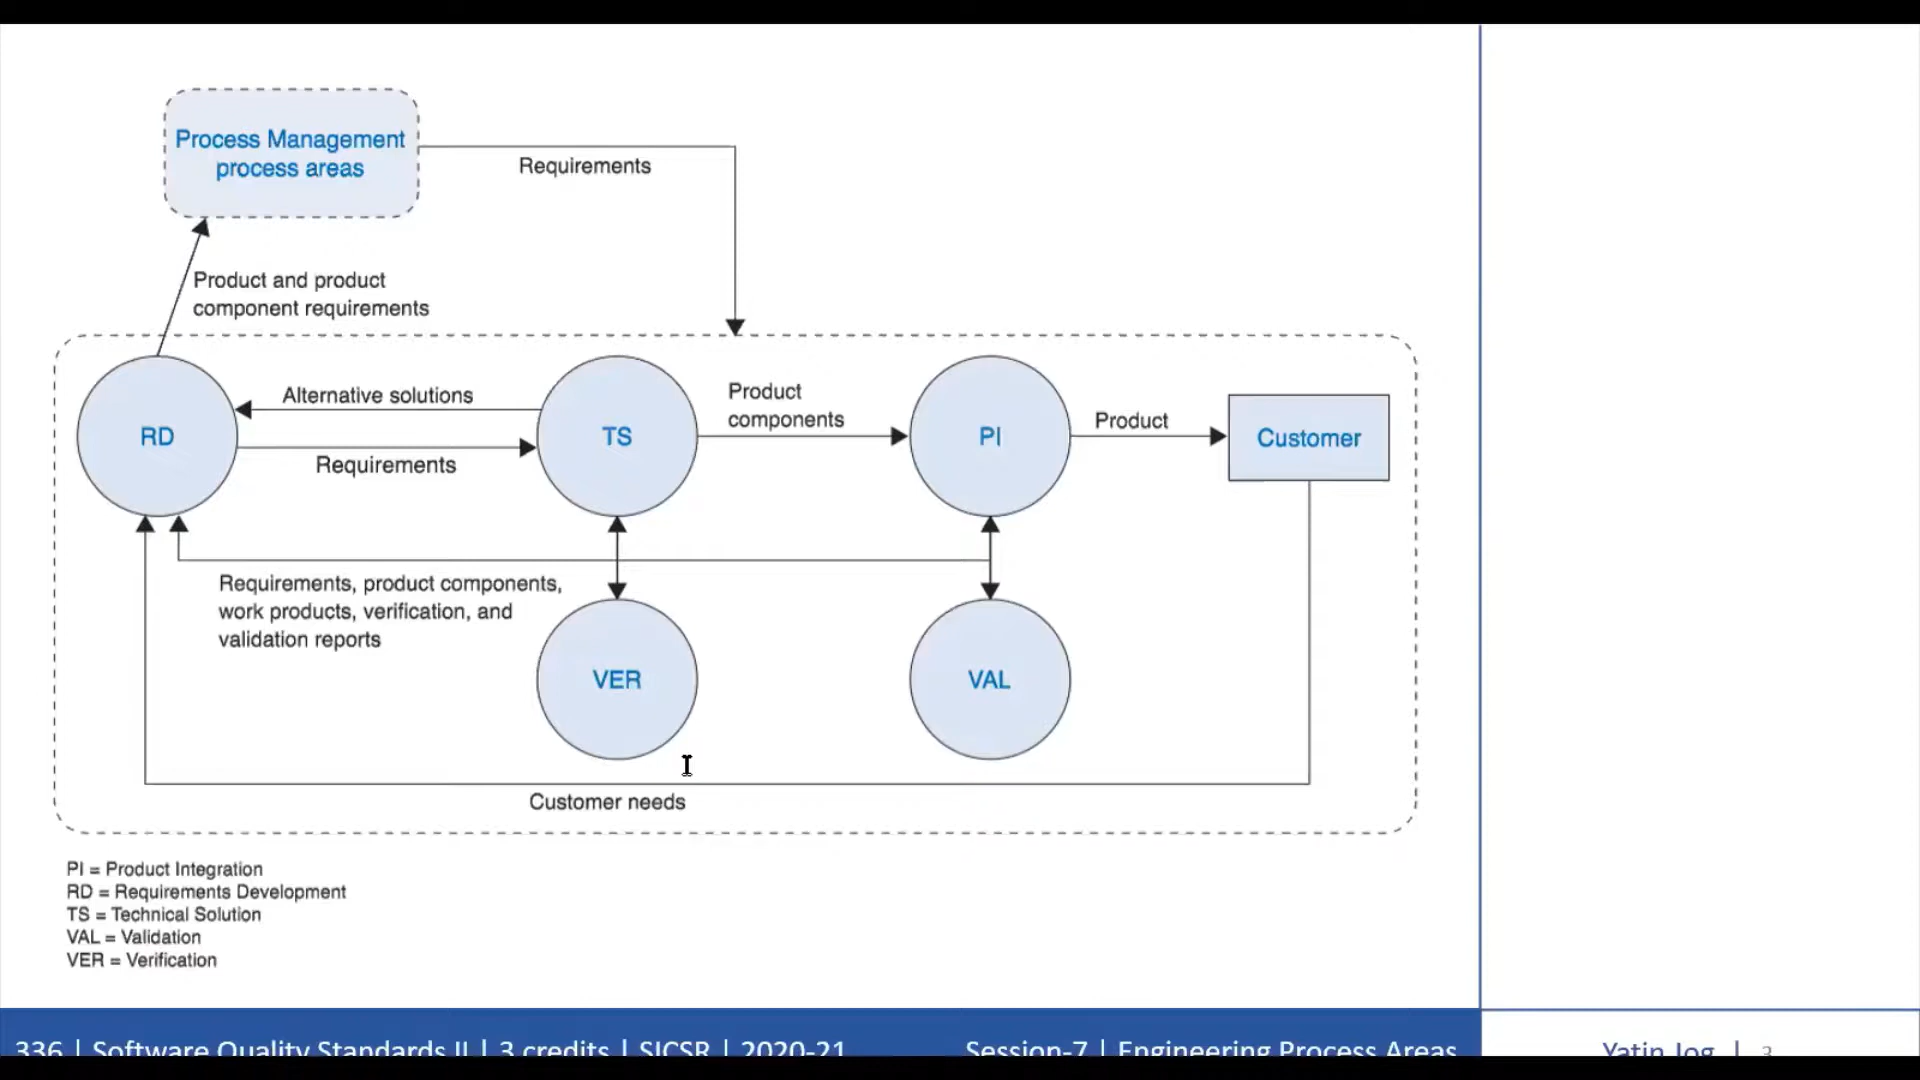 Process Management
process areas
Requirements
Product and product
component requirements
RD
Alternative solutions
Requirements
TS
Product
components
PI
Product
Customer
Requirements, product components,
work products, verification, and
validation reports
VER
VAL
Customer needs
PI = Product Integration
RD = Requirements Development
TS = Technical Solution
VAL = Validation
VER = Verification
336 | Software Quality Standards II | 3 credits | SICSR | 2020-21
Session-7 | Engineering Process Areas
Yatin Jog | 3